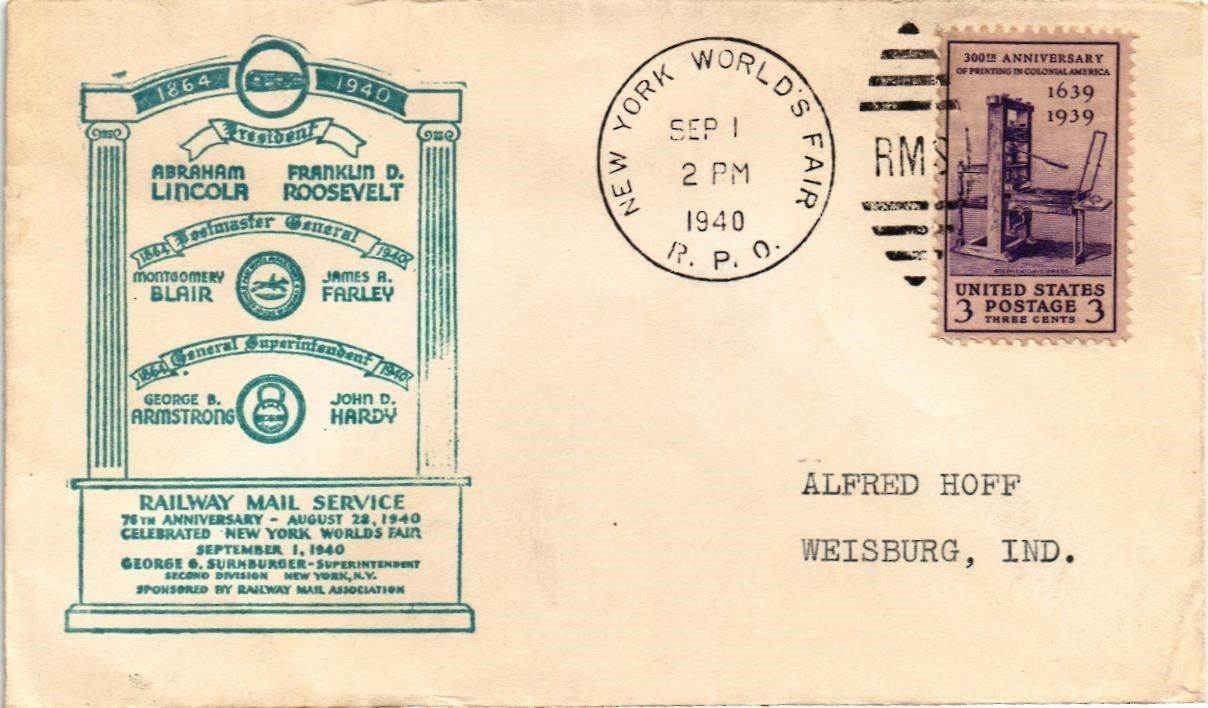 1864 1940
President
ABRAHAM LINCOLN
FRANKLIN D. ROOSEVELT
Postmaster General
1864 1940
MONTGOMERY BLAIR
JAMES A. FARLEY
General Superintendent
1864 1940
GEORGE B. ARMSTRONG
JOHN D. HARDY
RAILWAY MAIL SERVICE
76TH ANNIVERSARY - AUGUST 28, 1940
CELEBRATED NEW YORK WORLDS FAIR
SEPTEMBER 1, 1940
GEORGE G. SURNBURGER - SUPERINTENDENT
SECOND DIVISION NEW YORK, N.Y.
SPONSORED BY RAILWAY MAIL ASSOCIATION
NEW YORK WORLD'S FAIR
SEP 1
2 PM
1940
R. P. O.
RMS
300TH ANNIVERSARY
OF PRINTING IN COLONIAL AMERICA
1639
1939
STEPHEN DAYE PRESS
UNITED STATES
3 POSTAGE 3
THREE CENTS
ALFRED HOFF
WEISBURG, IND.